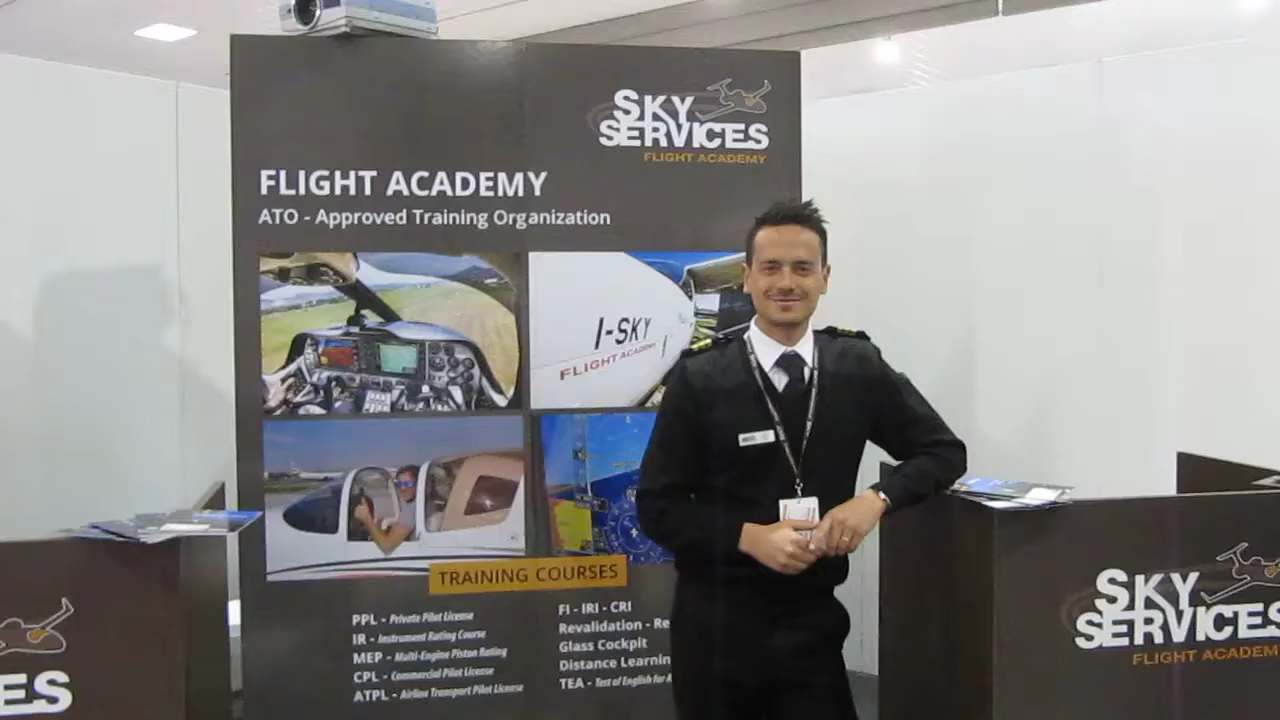 SKY
SERVICES
FLIGHT ACADEMY
FLIGHT ACADEMY
ATO - Approved Training Organization
I-SKY
FLIGHT ACADEMY
TRAINING COURSES
PPL - Private Pilot License
IR - Instrument Rating Course
MEP - Multi-Engine Piston Rating
CPL - Commercial Pilot License
ATPL - Airline Transport Pilot License
FI - IRI - CRI
Revalidation - Re
Glass Cockpit
Distance Learnin
TEA - Test of English for A
SKY
SERVICES
FLIGHT ACADEM
ES